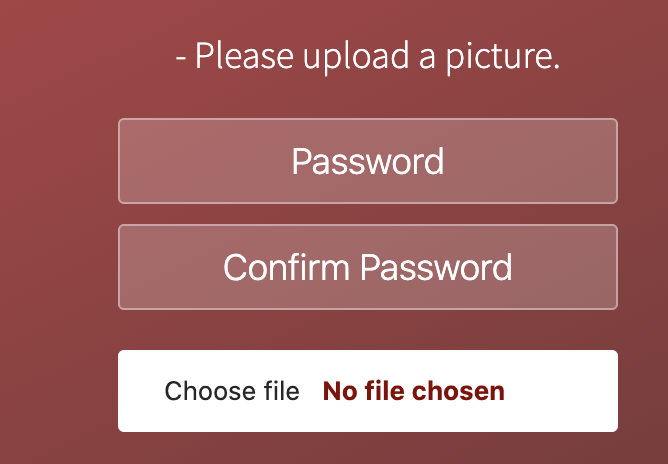 - Please upload a picture.
Password
Confirm Password
Choose file No file chosen